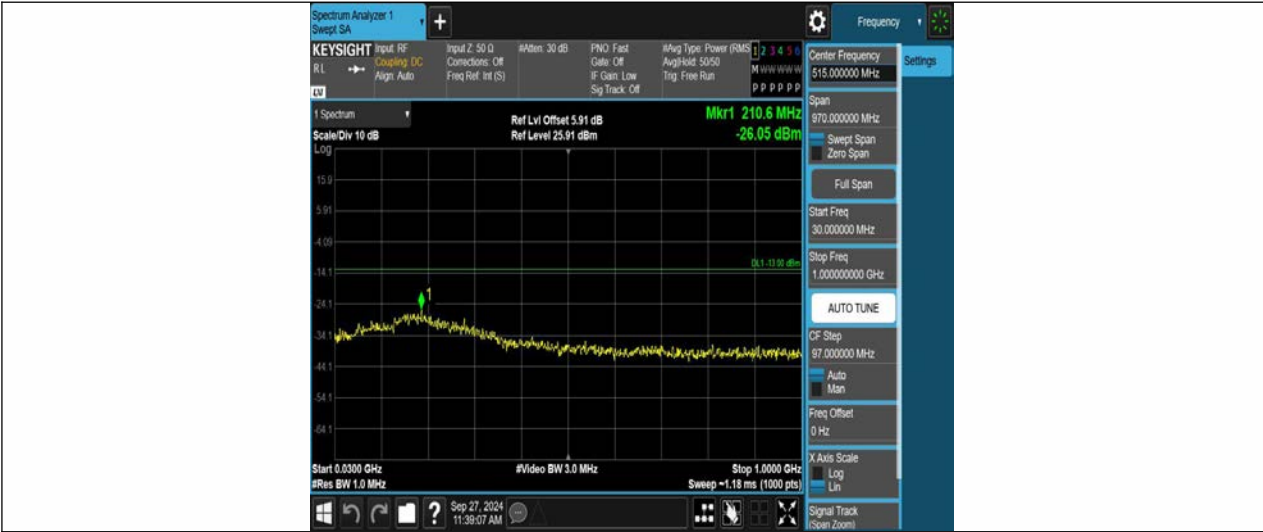 Spectrum Analyzer 1
Swept SA
Frequency
KEYSIGHT
RL
Input: RF
Coupling: DC
Align: Auto
Input Z: 50 Ω
Corrections: Off
Freq Ref: Int (S)
#Atten: 30 dB
PNO: Fast
Gate: Off
IF Gain: Low
Sig Track: Off
#Avg Type: Power (RMS
Avg|Hold: 50/50
Trig: Free Run
1 2 3 4 5 6
M W W W W W
P P P P P P
Center Frequency
515.000000 MHz
Settings
1 Spectrum
Scale/Div 10 dB
Log
Ref Lvl Offset 5.91 dB
Ref Level 25.91 dBm
Mkr1 210.6 MHz
-26.05 dBm
Span
970.000000 MHz
Swept Span
Zero Span
Full Span
Start Freq
30.000000 MHz
Stop Freq
1.000000000 GHz
AUTO TUNE
CF Step
97.000000 MHz
Auto
Man
Freq Offset
0 Hz
X Axis Scale
Log
Lin
Signal Track
(Span Zoom)
15.9
5.91
-4.09
-14.1
-24.1
-34.1
-44.1
-54.1
-64.1
DL1 -13.00 dBm
1
Start 0.0300 GHz
#Res BW 1.0 MHz
#Video BW 3.0 MHz
Stop 1.0000 GHz
Sweep ~1.18 ms (1000 pts)
?
Sep 27, 2024
11:39:07 AM